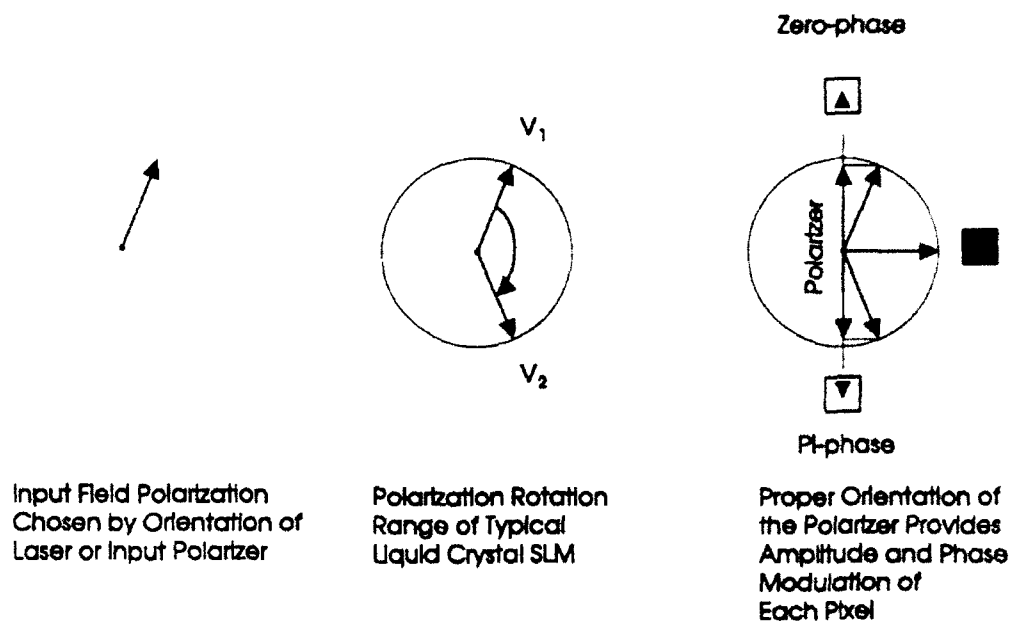 Zero-phase
V1
Polarizer
V2
Pi-phase
Input Field Polarization
Chosen by Orientation of
Laser or Input Polarizer
Polarization Rotation
Range of Typical
Liquid Crystal SLM
Proper Orientation of
the Polarizer Provides
Amplitude and Phase
Modulation of
Each Pixel